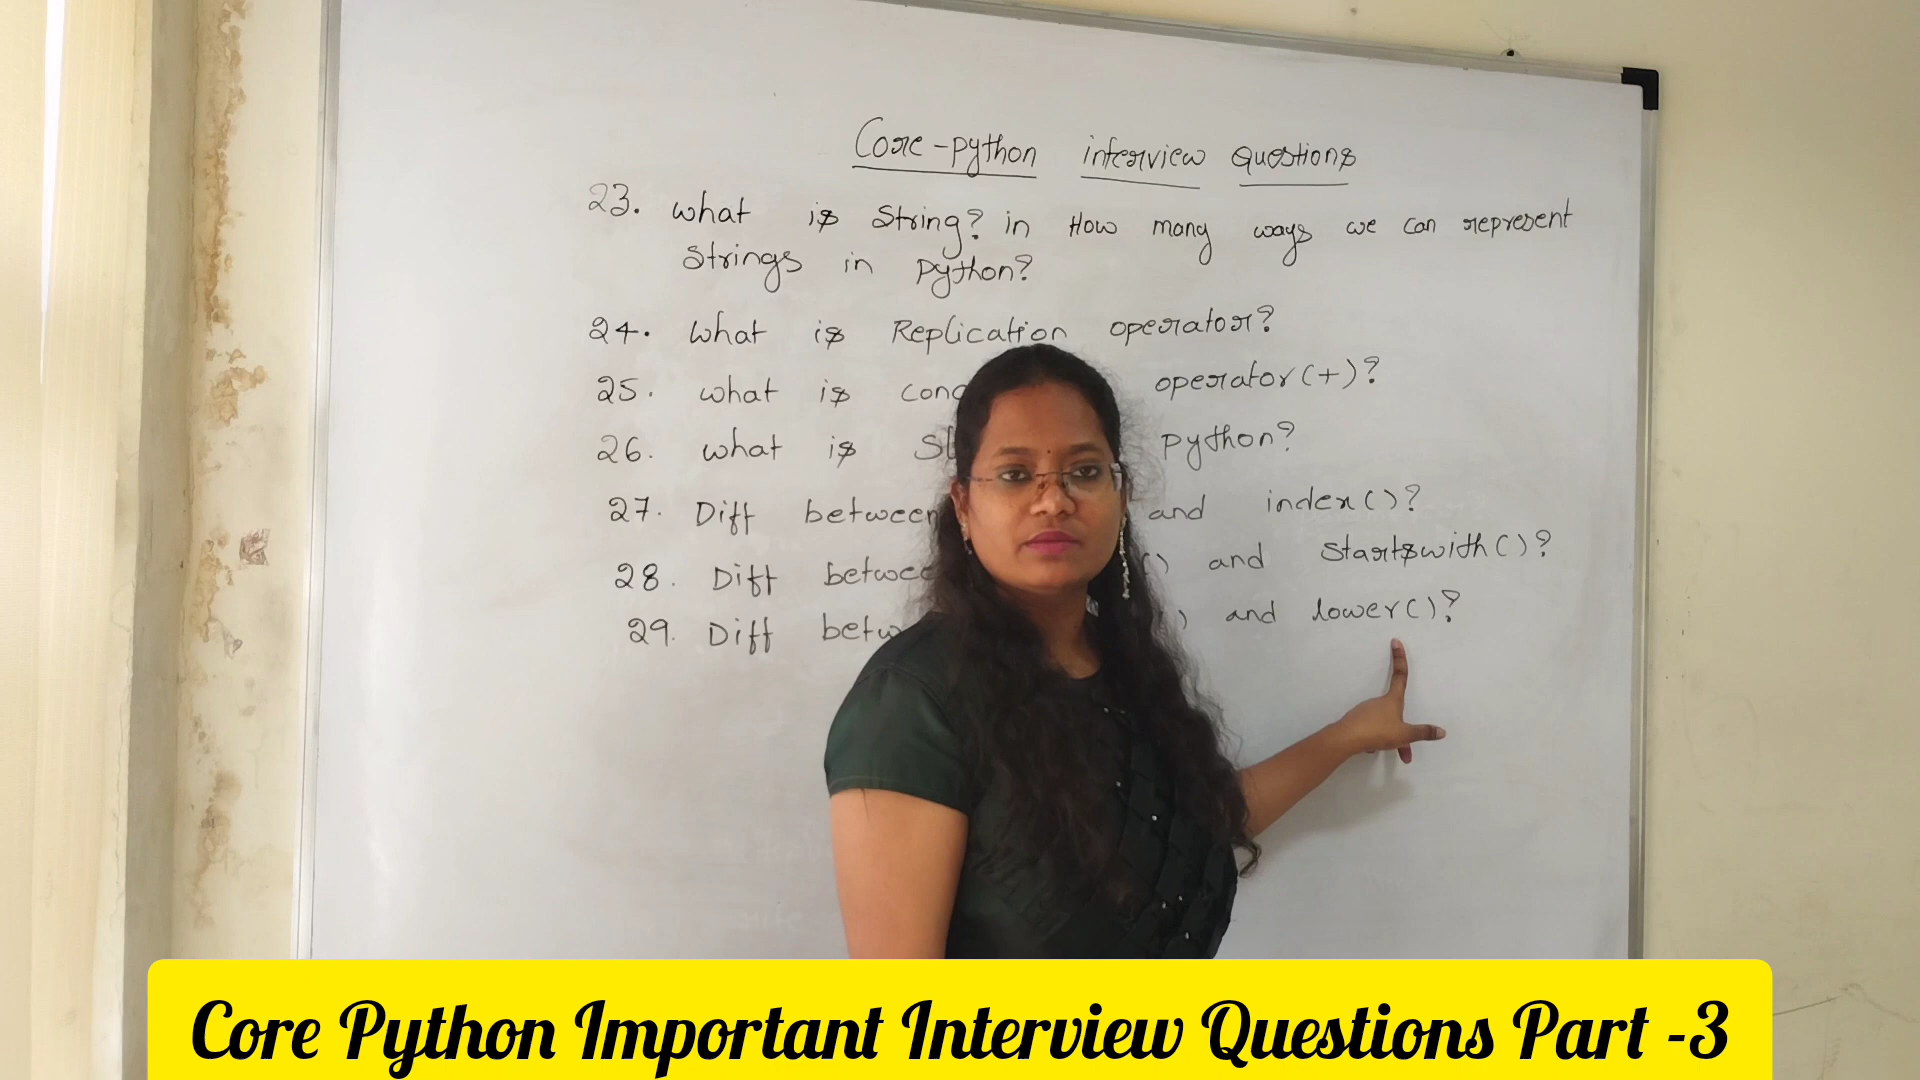 Core-python interview Questions
23. what is string? in How many ways we can represent
strings in python?
24. what is Replication operator?
25. what is operator(+)?
26. what is python?
27. Diff between and index()?
28. Diff and startswith()?
29. Diff and lower()?
Core Python Important Interview Questions Part -3